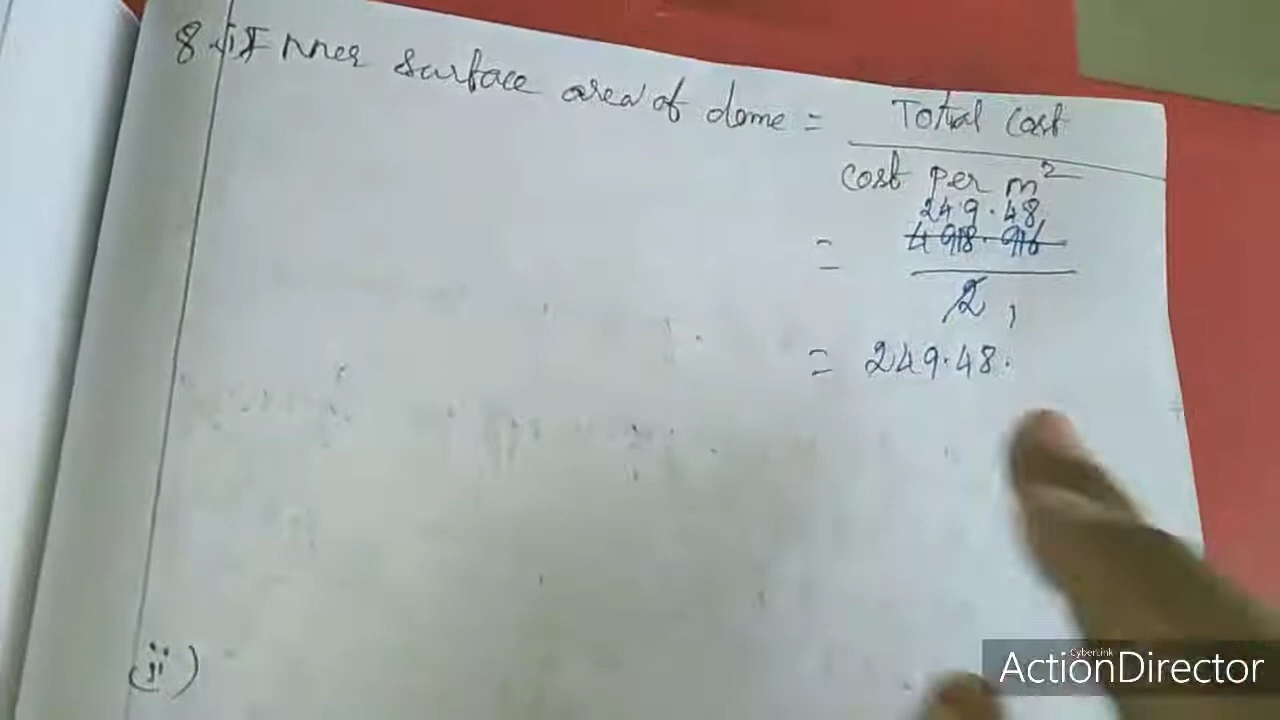 8. i) Inner surface area of dome = Total cost
cost per m²
249.48
= 498.96
2 1
= 249.48.
(ii)
CyberLink
ActionDirector